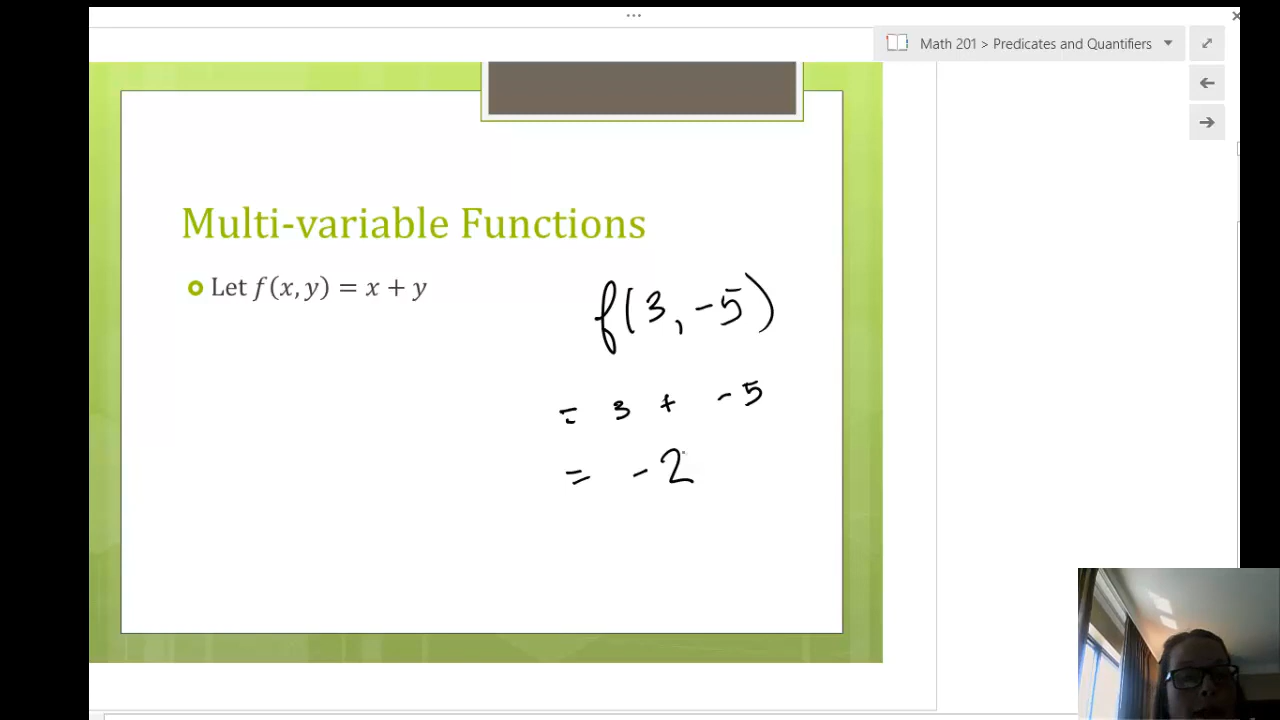 ...
Math 201 > Predicates and Quantifiers
Multi-variable Functions
Let f(x, y) = x + y
f(3, -5)
= 3 + -5
= -2